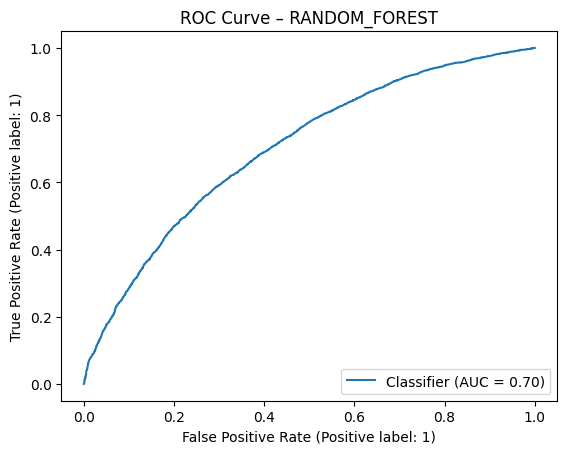 ROC Curve – RANDOM_FOREST
1.0
0.8
0.6
0.4
0.2
0.0
True Positive Rate (Positive label: 1)
Classifier (AUC = 0.70)
0.0 0.2 0.4 0.6 0.8 1.0
False Positive Rate (Positive label: 1)